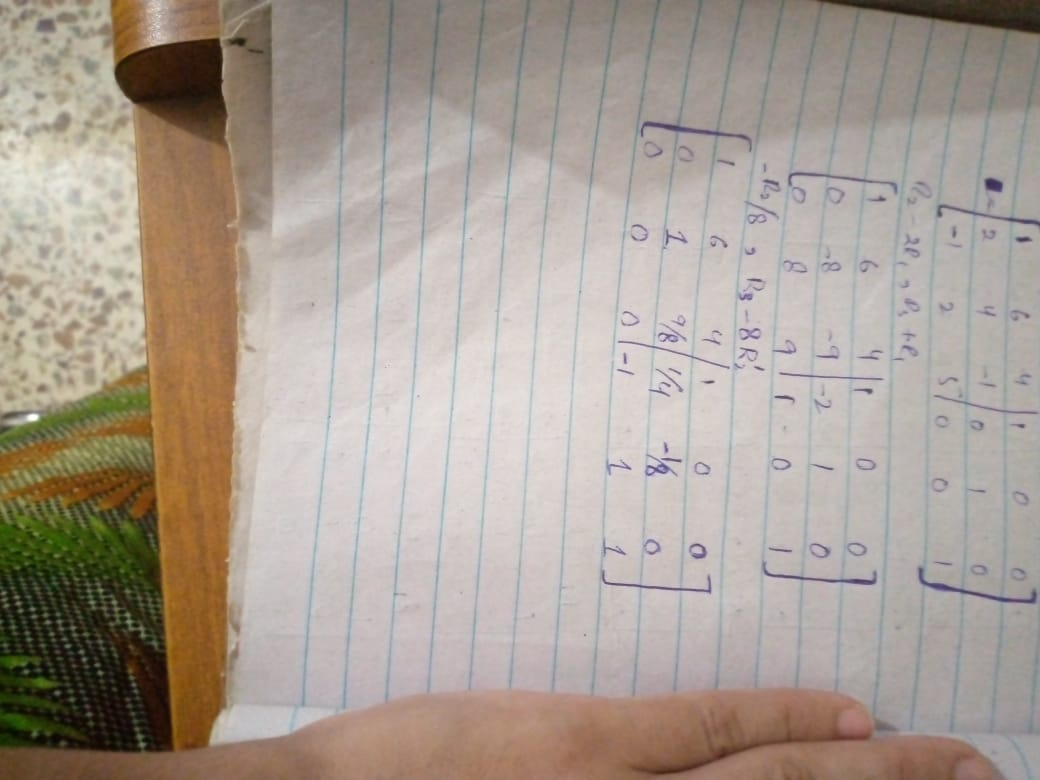 [ 1 6 4 | 1 0 0
2 4 -1 | 0 1 0
-1 2 5 | 0 0 1 ]
R₂ - 2R₁ , R₃ + R₁
[ 1 6 4 | 1 0 0
0 -8 -9 | -2 1 0
0 8 9 | 1 0 1 ]
-R₂/8 , R₃ - 8R₂
[ 1 6 4 | 1 0 0
0 1 9/8 | 1/4 -1/8 0
0 0 0 | -1 1 1 ]